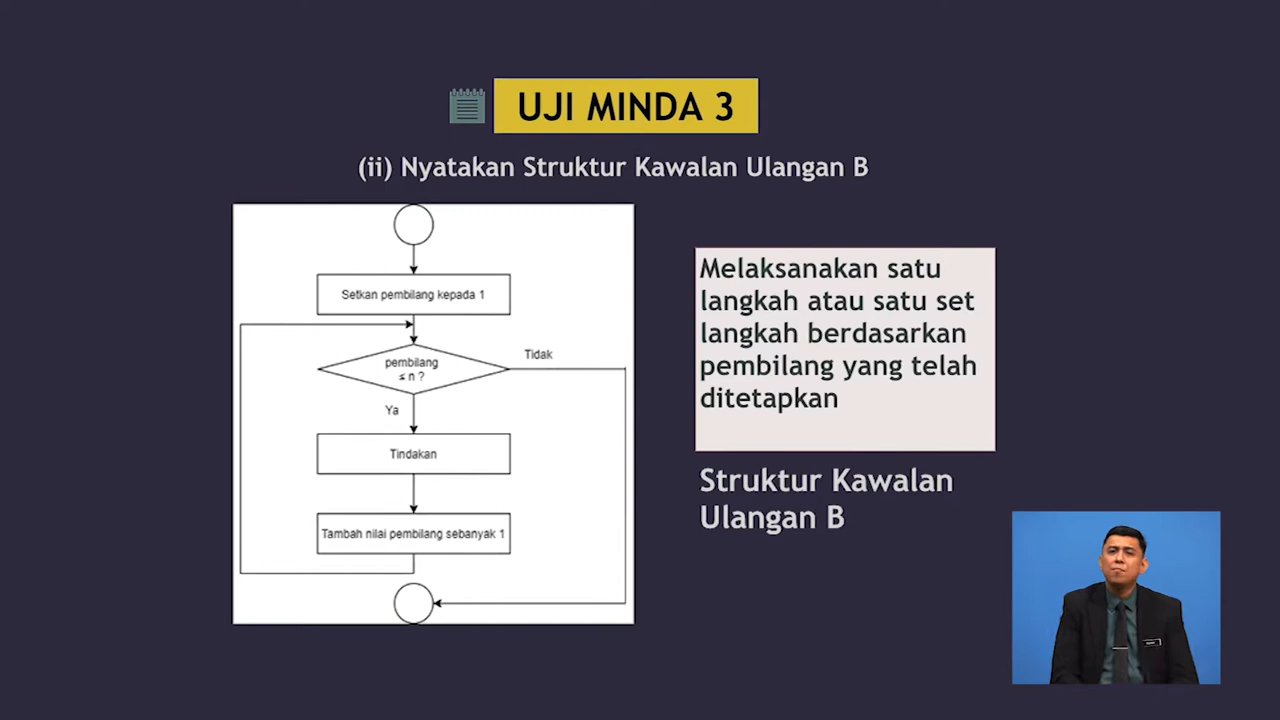 UJI MINDA 3
(ii) Nyatakan Struktur Kawalan Ulangan B
Setkan pembilang kepada 1
pembilang
≤ n ?
Tidak
Ya
Tindakan
Tambah nilai pembilang sebanyak 1
Melaksanakan satu
langkah atau satu set
langkah berdasarkan
pembilang yang telah
ditetapkan
Struktur Kawalan
Ulangan B